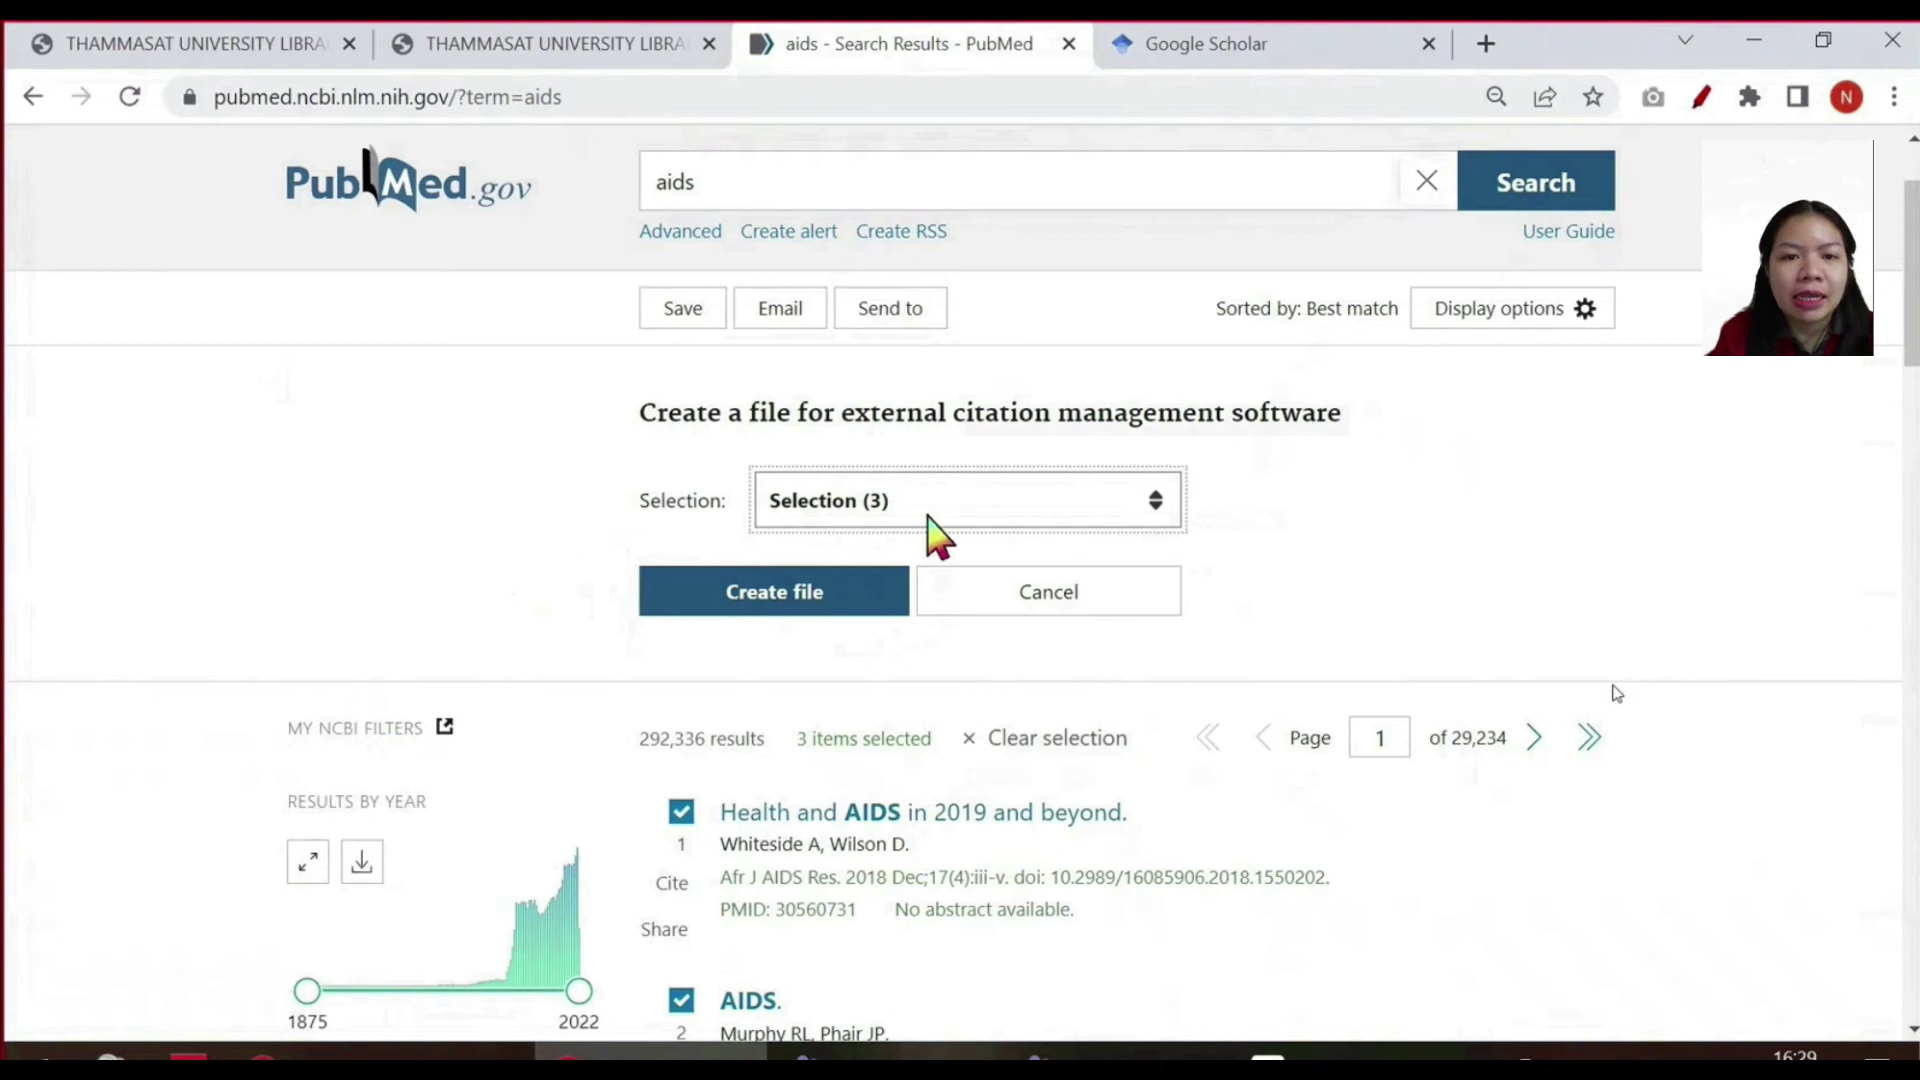 THAMMASAT UNIVERSITY LIBRA
THAMMASAT UNIVERSITY LIBRA
aids - Search Results - PubMed
Google Scholar
pubmed.ncbi.nlm.nih.gov/?term=aids
N
PubMed.gov
aids
Search
Advanced
Create alert
Create RSS
User Guide
Save
Email
Send to
Sorted by: Best match
Display options
Create a file for external citation management software
Selection:
Selection (3)
Create file
Cancel
MY NCBI FILTERS
292,336 results
3 items selected
× Clear selection
Page
1
of 29,234
RESULTS BY YEAR
1875
2022
Health and AIDS in 2019 and beyond.
1
Whiteside A, Wilson D.
Cite
Afr J AIDS Res. 2018 Dec;17(4):iii-v. doi: 10.2989/16085906.2018.1550202.
PMID: 30560731
No abstract available.
Share
AIDS.
2
Murphy RL, Phair JP.
16:29